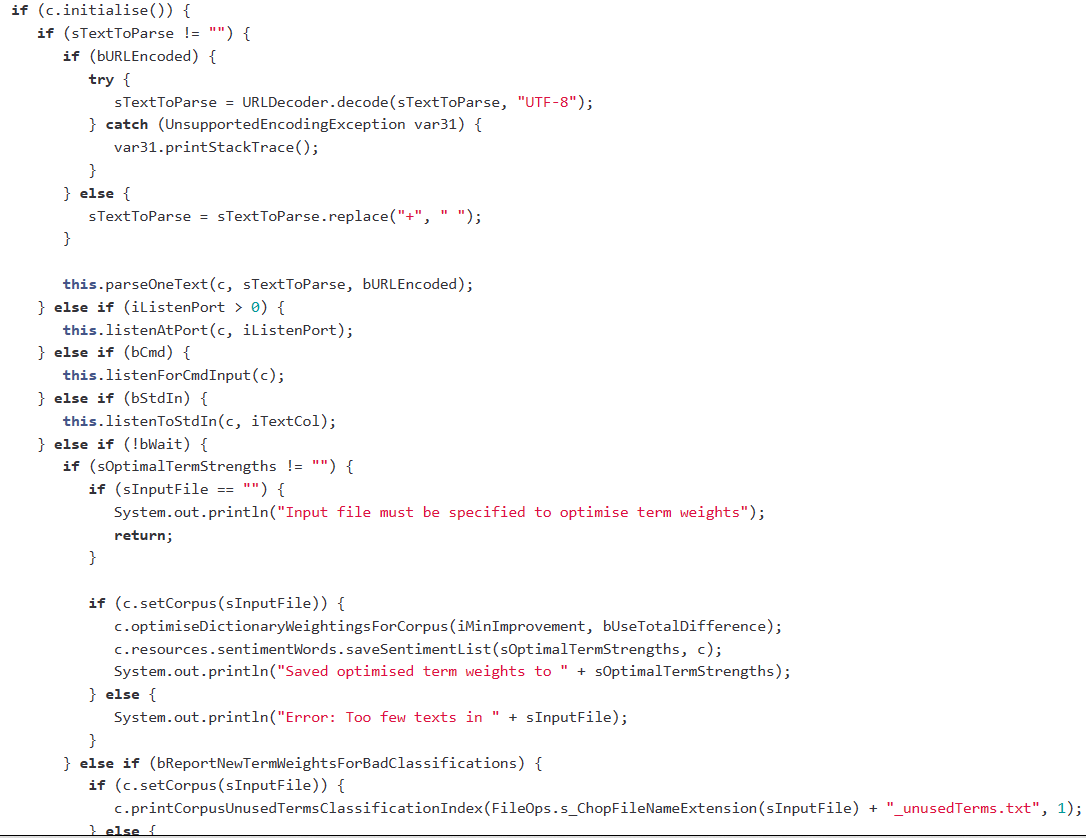 if (c.initialise()) {
   if (sTextToParse != "") {
      if (bURLEncoded) {
         try {
            sTextToParse = URLDecoder.decode(sTextToParse, "UTF-8");
         } catch (UnsupportedEncodingException var31) {
            var31.printStackTrace();
         }
      } else {
         sTextToParse = sTextToParse.replace("+", " ");
      }

      this.parseOneText(c, sTextToParse, bURLEncoded);
   } else if (iListenPort > 0) {
      this.listenAtPort(c, iListenPort);
   } else if (bCmd) {
      this.listenForCmdInput(c);
   } else if (bStdIn) {
      this.listenToStdIn(c, iTextCol);
   } else if (!bWait) {
      if (sOptimalTermStrengths != "") {
         if (sInputFile == "") {
            System.out.println("Input file must be specified to optimise term weights");
            return;
         }

         if (c.setCorpus(sInputFile)) {
            c.optimiseDictionaryWeightingsForCorpus(iMinImprovement, bUseTotalDifference);
            c.resources.sentimentWords.saveSentimentList(sOptimalTermStrengths, c);
            System.out.println("Saved optimised term weights to " + sOptimalTermStrengths);
         } else {
            System.out.println("Error: Too few texts in " + sInputFile);
         }
      } else if (bReportNewTermWeightsForBadClassifications) {
         if (c.setCorpus(sInputFile)) {
            c.printCorpusUnusedTermsClassificationIndex(FileOps.s_ChopFileNameExtension(sInputFile) + "_unusedTerms.txt", 1);
         } else {